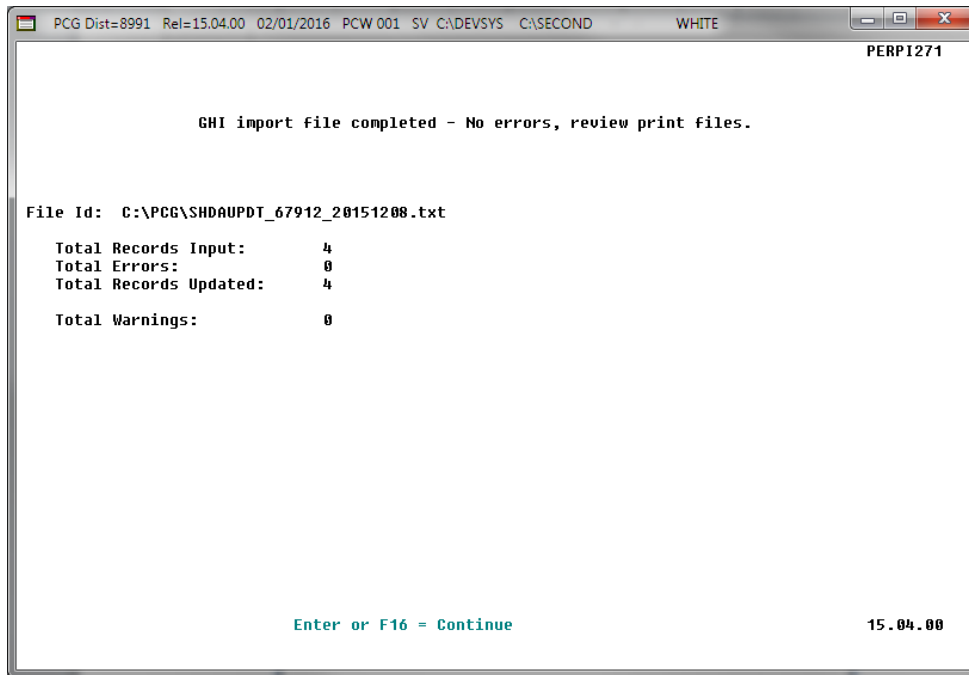 PCG Dist=8991 Rel=15.04.00 02/01/2016 PCW 001 SV C:\DEVSYS C:\SECOND WHITE
PERPI271
GHI import file completed - No errors, review print files.
File Id: C:\PCG\SHDAUPDT_67912_20151208.txt
Total Records Input: 4
Total Errors: 0
Total Records Updated: 4
Total Warnings: 0
Enter or F16 = Continue 15.04.00